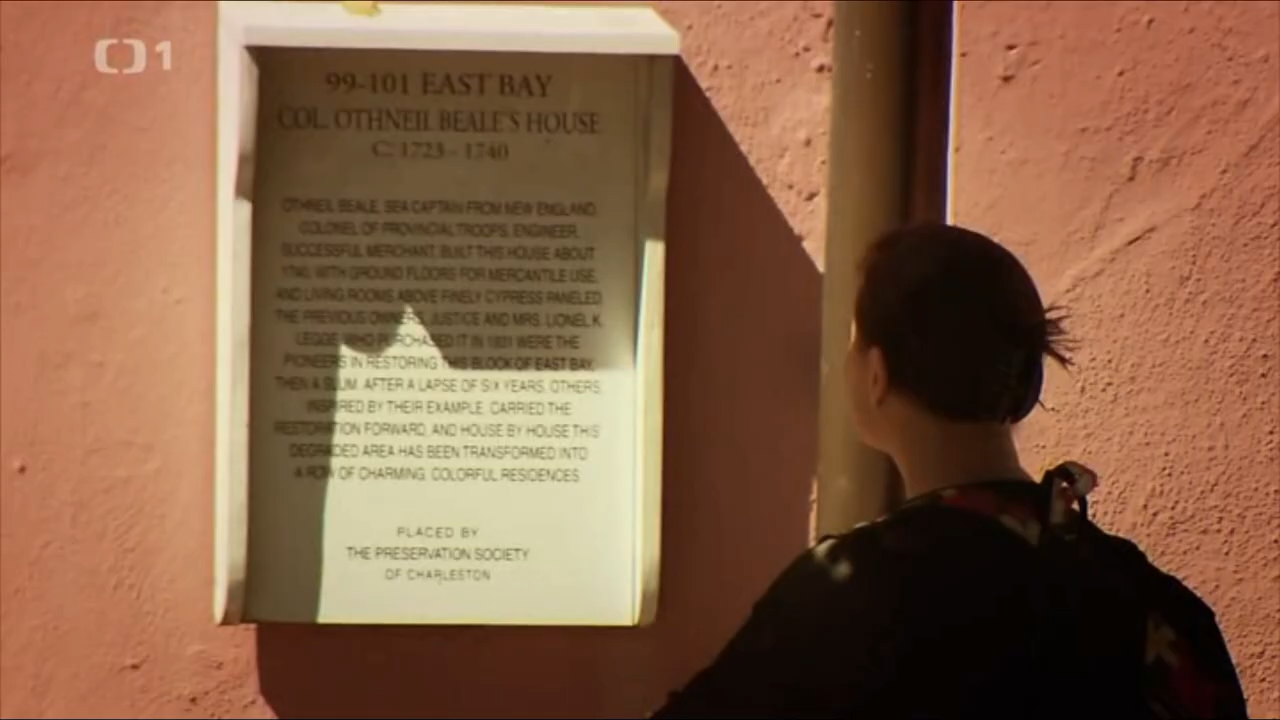 1
99-101 EAST BAY
COL. OTHNEIL BEALE'S HOUSE
C. 1723 - 1740
OTHNEIL BEALE, SEA CAPTAIN FROM NEW ENGLAND,
COLONEL OF PROVINCIAL TROOPS, ENGINEER,
SUCCESSFUL MERCHANT, BUILT THIS HOUSE ABOUT
1740, WITH GROUND FLOORS FOR MERCANTILE USE,
AND LIVING ROOMS ABOVE FINELY CYPRESS PANELED.
THE PREVIOUS OWNERS, JUSTICE AND MRS. LIONEL K.
LEGGE, WHO PURCHASED IT IN 1931 WERE THE
PIONEERS IN RESTORING THIS BLOCK OF EAST BAY,
THEN A SLUM. AFTER A LAPSE OF SIX YEARS, OTHERS,
INSPIRED BY THEIR EXAMPLE, CARRIED THE
RESTORATION FORWARD, AND HOUSE BY HOUSE THIS
DEGRADED AREA HAS BEEN TRANSFORMED INTO
A ROW OF CHARMING, COLORFUL RESIDENCES.
PLACED BY
THE PRESERVATION SOCIETY
OF CHARLESTON